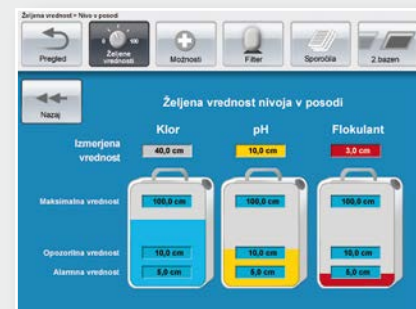 Željena vrednost > Nivo v posodi
Pregled
0 100
Željene vrednosti
Možnosti
Filter
Sporočila
2.bazen
Nazaj
Željena vrednost nivoja v posodi
Klor pH Flokulant
Izmerjena vrednost 40,0 cm 10,0 cm 3,0 cm
Maksimalna vrednost 100,0 cm 100,0 cm 100,0 cm
Opozorilna vrednost 10,0 cm 10,0 cm 10,0 cm
Alarmna vrednost 5,0 cm 5,0 cm 5,0 cm